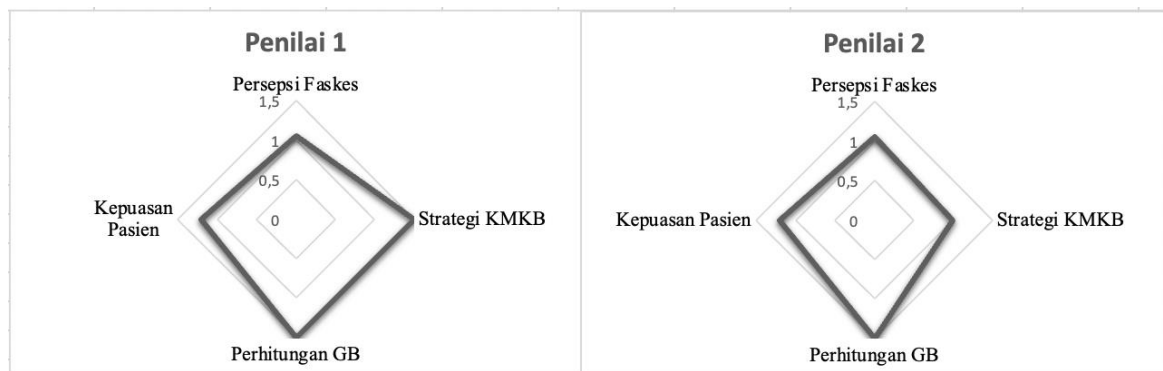 Penilai 1
Persepsi Faskes
1,5
1
0,5
0
Kepuasan
Pasien
Strategi KMKB
Perhitungan GB
Penilai 2
Persepsi Faskes
1,5
1
0,5
0
Kepuasan Pasien
Strategi KMKB
Perhitungan GB